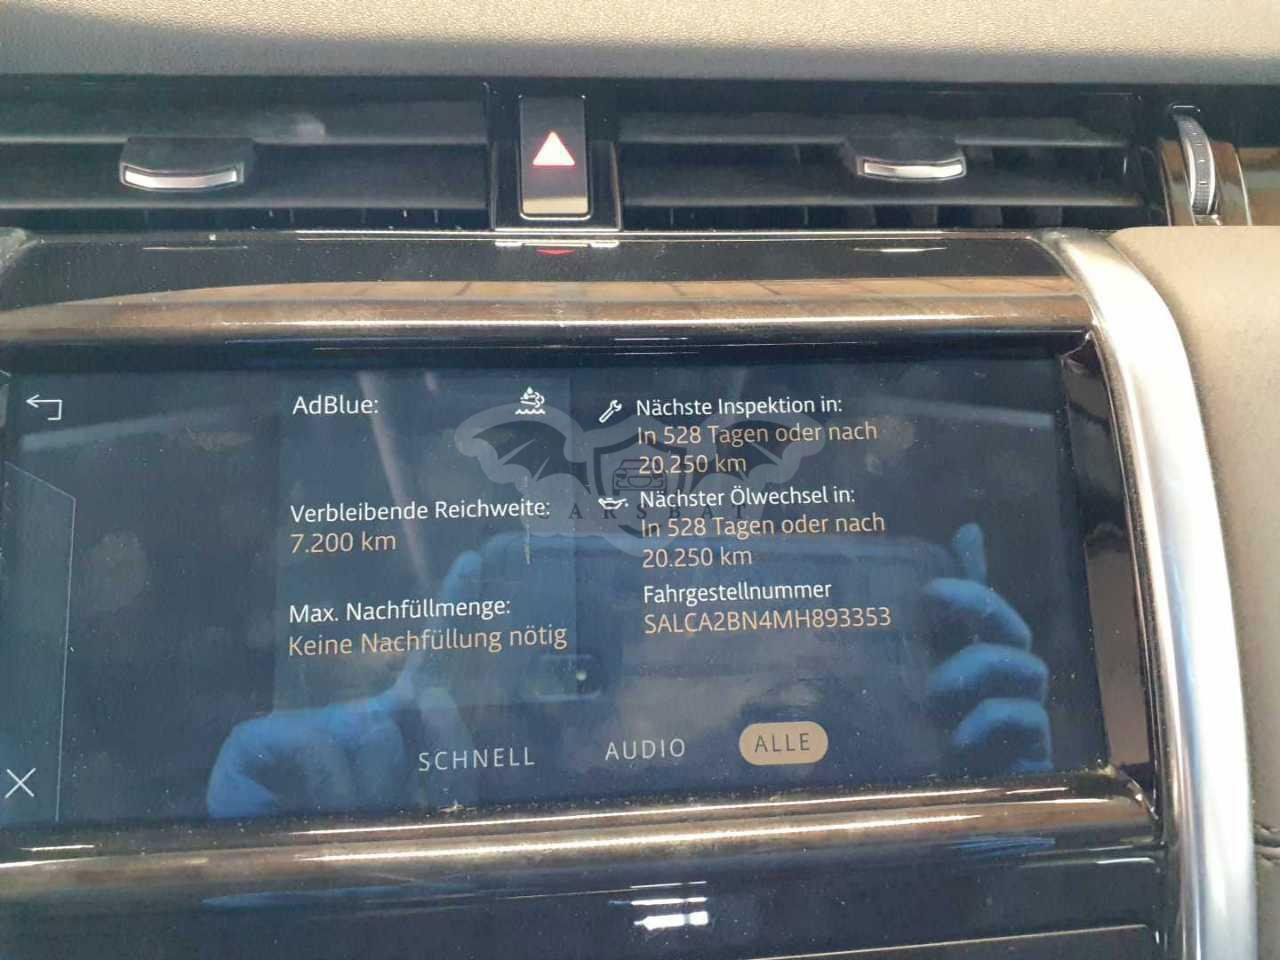 AdBlue:
Verbleibende Reichweite:
7.200 km
Max. Nachfüllmenge:
Keine Nachfüllung nötig
Nächste Inspektion in:
In 528 Tagen oder nach
20.250 km
Nächster Ölwechsel in:
In 528 Tagen oder nach
20.250 km
Fahrgestellnummer
SALCA2BN4MH893353
CARSBAT
SCHNELL AUDIO ALLE